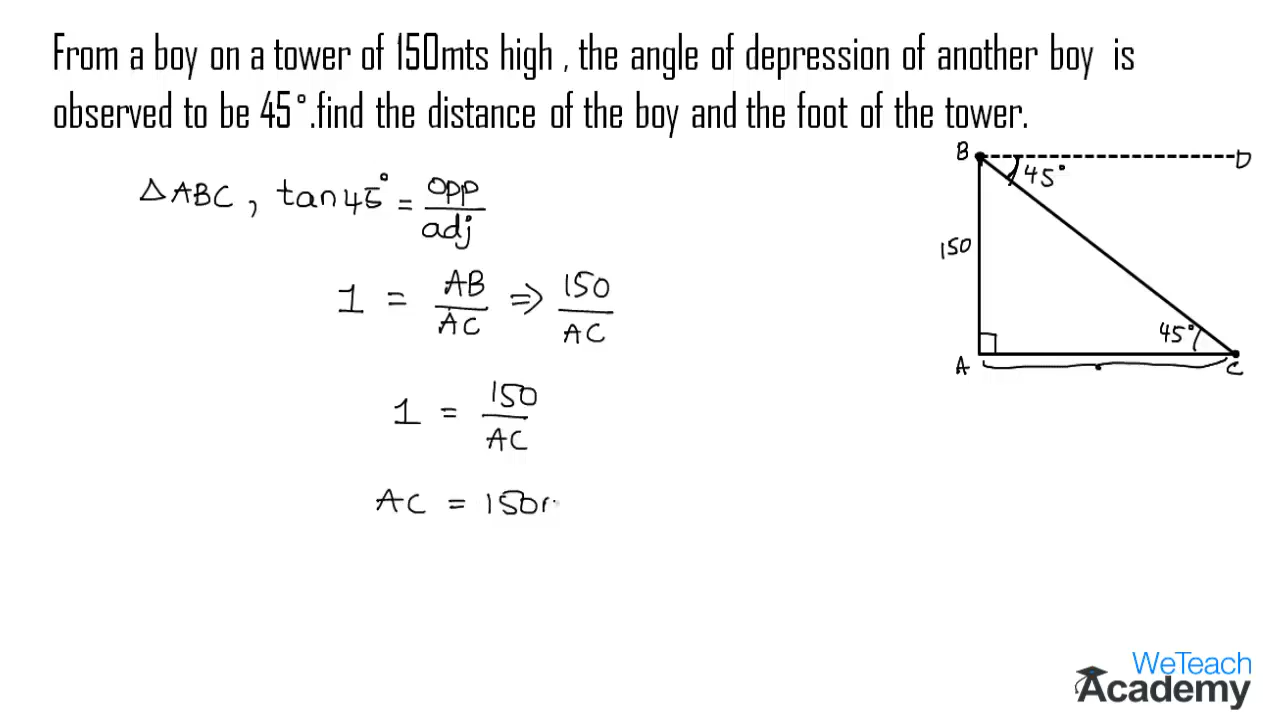 From a boy on a tower of 150mts high , the angle of depression of another boy is
observed to be 45°.find the distance of the boy and the foot of the tower.
△ABC, tan45° = opp/adj
1 = AB/AC ⇒ 150/AC
1 = 150/AC
AC = 150
B
D
45°
150
45°
A
C
WeTeach
Academy